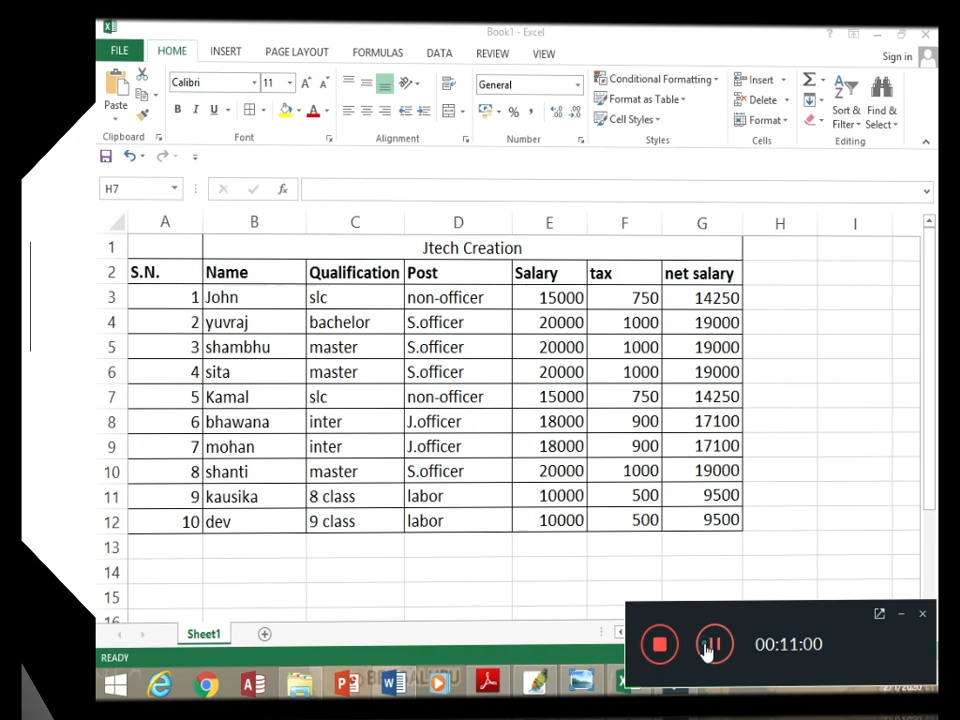 Book1 - Excel
Sign in
FILE HOME INSERT PAGE LAYOUT FORMULAS DATA REVIEW VIEW
Paste
Calibri 11
B I U
General
Conditional Formatting
Format as Table
Cell Styles
Insert
Delete
Format
Sort & Filter
Find & Select
Clipboard Font Alignment Number Styles Cells Editing
H7 fx
A B C D E F G H I
1 Jtech Creation
2 S.N. Name Qualification Post Salary tax net salary
3 1 John slc non-officer 15000 750 14250
4 2 yuvraj bachelor S.officer 20000 1000 19000
5 3 shambhu master S.officer 20000 1000 19000
6 4 sita master S.officer 20000 1000 19000
7 5 Kamal slc non-officer 15000 750 14250
8 6 bhawana inter J.officer 18000 900 17100
9 7 mohan inter J.officer 18000 900 17100
10 8 shanti master S.officer 20000 1000 19000
11 9 kausika 8 class labor 10000 500 9500
12 10 dev 9 class labor 10000 500 9500
13
14
15
16
Sheet1
00:11:00
READY